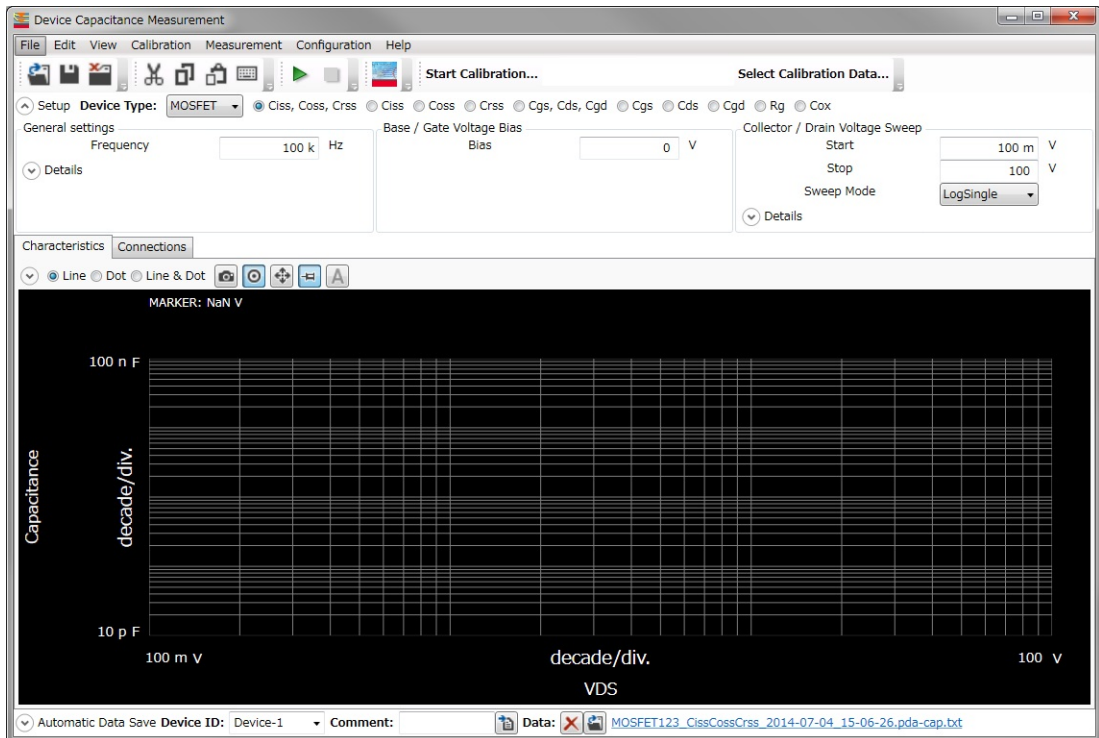 Device Capacitance Measurement
File Edit View Calibration Measurement Configuration Help
Start Calibration... Select Calibration Data...
Setup Device Type: MOSFET Ciss, Coss, Crss Ciss Coss Crss Cgs, Cds, Cgd Cgs Cds Cgd Rg Cox
General settings
Frequency 100 k Hz
Details
Base / Gate Voltage Bias
Bias 0 V
Collector / Drain Voltage Sweep
Start 100 m V
Stop 100 V
Sweep Mode LogSingle
Details
Characteristics Connections
Line Dot Line & Dot A
MARKER: NaN V
100 n F
Capacitance
decade/div.
10 p F
100 m V decade/div. 100 V
VDS
Automatic Data Save Device ID: Device-1 Comment: Data: MOSFET123_CissCossCrss_2014-07-04_15-06-26.pda-cap.txt